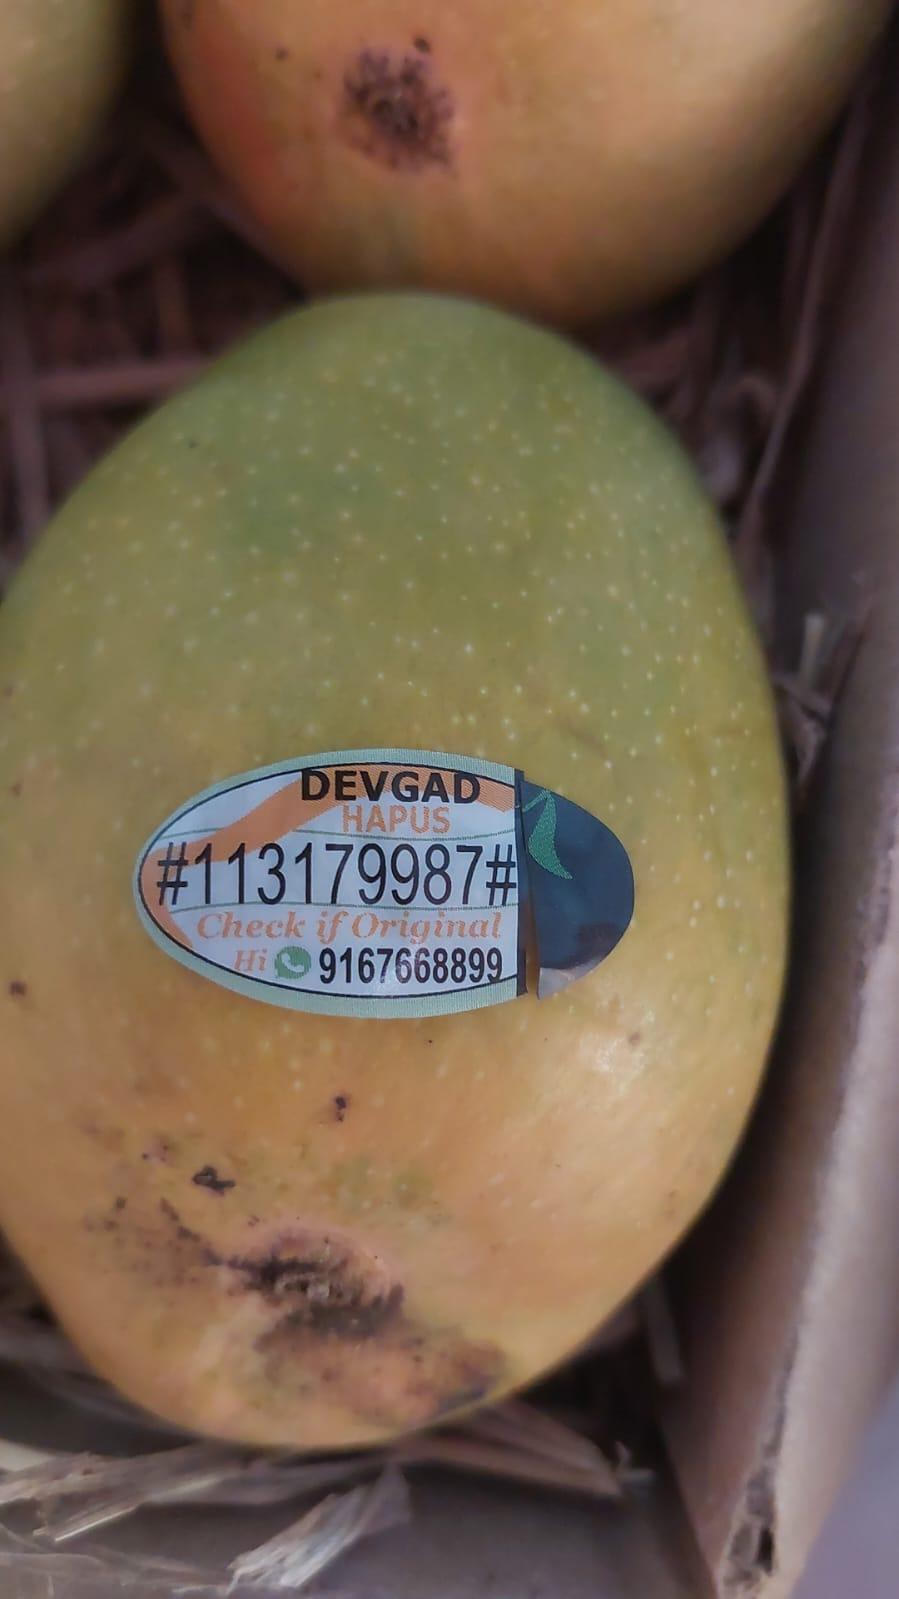 DEVGAD
HAPUS
#113179987#
Check if Original
Hi 9167668899